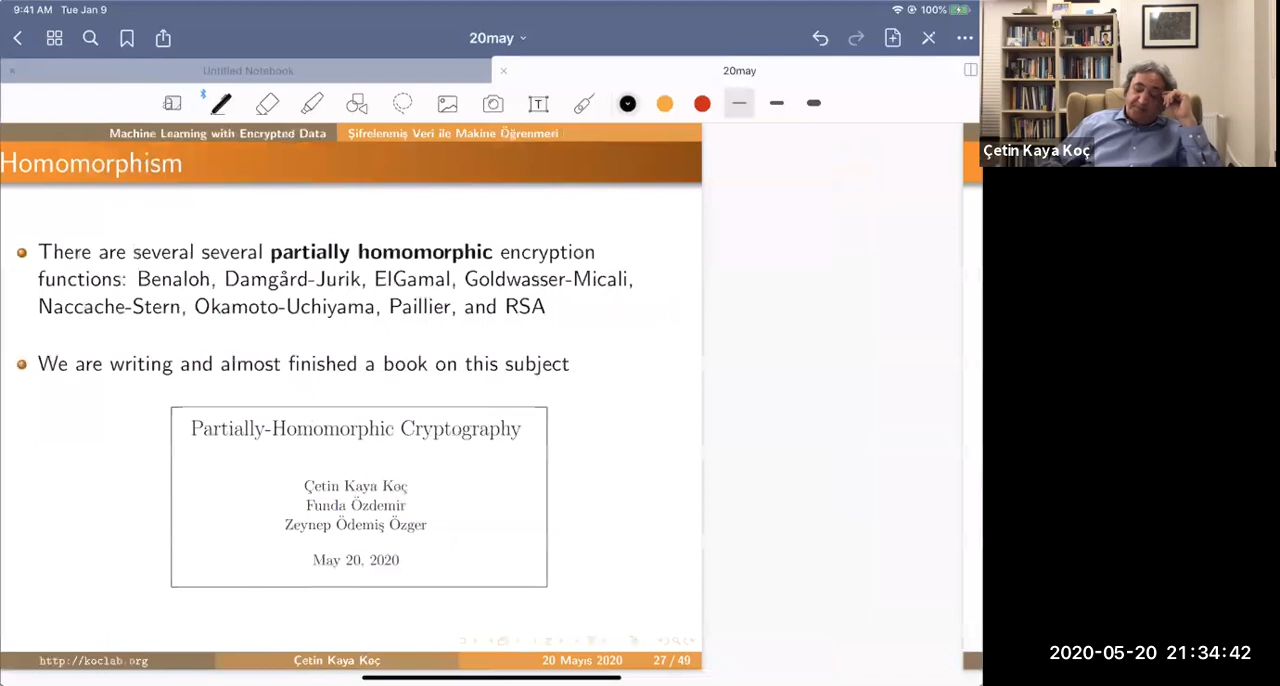 9:41 AM Tue Jan 9
100%
20may
Untitled Notebook
20may
Machine Learning with Encrypted Data Şifrelenmiş Veri ile Makine Öğrenmeri
Homomorphism
There are several several partially homomorphic encryption
functions: Benaloh, Damgård-Jurik, ElGamal, Goldwasser-Micali,
Naccache-Stern, Okamoto-Uchiyama, Paillier, and RSA
We are writing and almost finished a book on this subject
Partially-Homomorphic Cryptography
Çetin Kaya Koç
Funda Özdemir
Zeynep Ödemiş Özger
May 20, 2020
http://koclab.org Çetin Kaya Koç 20 Mayıs 2020 27 / 49
Çetin Kaya Koç
2020-05-20 21:34:42